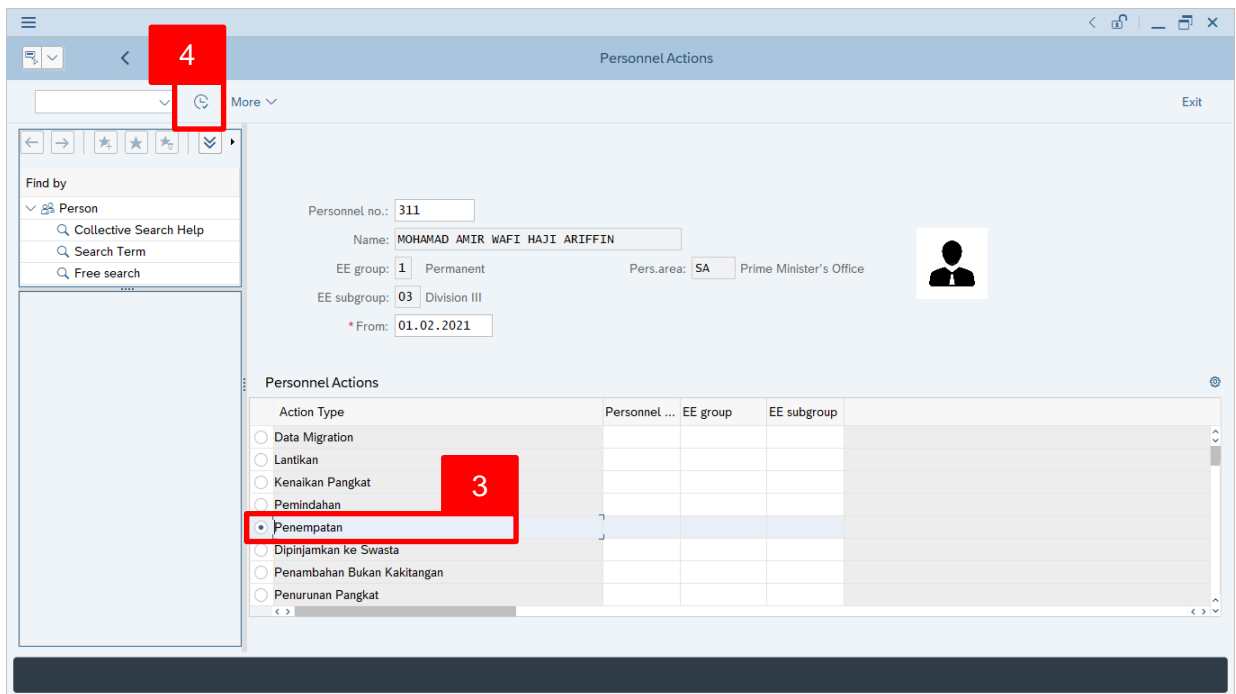 4
Personnel Actions
More
Exit
Find by
Person
Collective Search Help
Search Term
Free search
Personnel no.: 311
Name: MOHAMAD AMIR WAFI HAJI ARIFFIN
EE group: 1 Permanent Pers.area: SA Prime Minister's Office
EE subgroup: 03 Division III
* From: 01.02.2021
Personnel Actions
Action Type Personnel ... EE group EE subgroup
Data Migration
Lantikan
Kenaikan Pangkat
3
Pemindahan
Penempatan
Dipinjamkan ke Swasta
Penambahan Bukan Kakitangan
Penurunan Pangkat